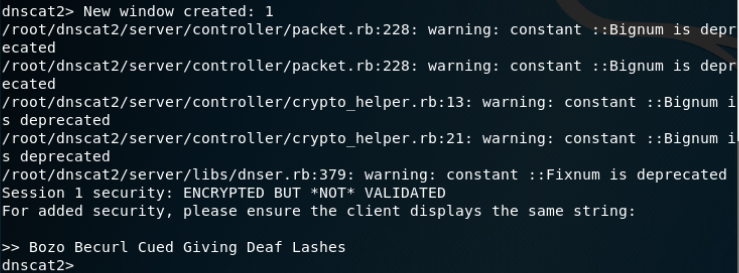 dnscat2> New window created: 1
/root/dnscat2/server/controller/packet.rb:228: warning: constant ::Bignum is depr
ecated
/root/dnscat2/server/controller/packet.rb:228: warning: constant ::Bignum is depr
ecated
/root/dnscat2/server/controller/crypto_helper.rb:13: warning: constant ::Bignum i
s deprecated
/root/dnscat2/server/controller/crypto_helper.rb:21: warning: constant ::Bignum i
s deprecated
/root/dnscat2/server/libs/dnser.rb:379: warning: constant ::Fixnum is deprecated
Session 1 security: ENCRYPTED BUT *NOT* VALIDATED
For added security, please ensure the client displays the same string:

>> Bozo Becurl Cued Giving Deaf Lashes
dnscat2>